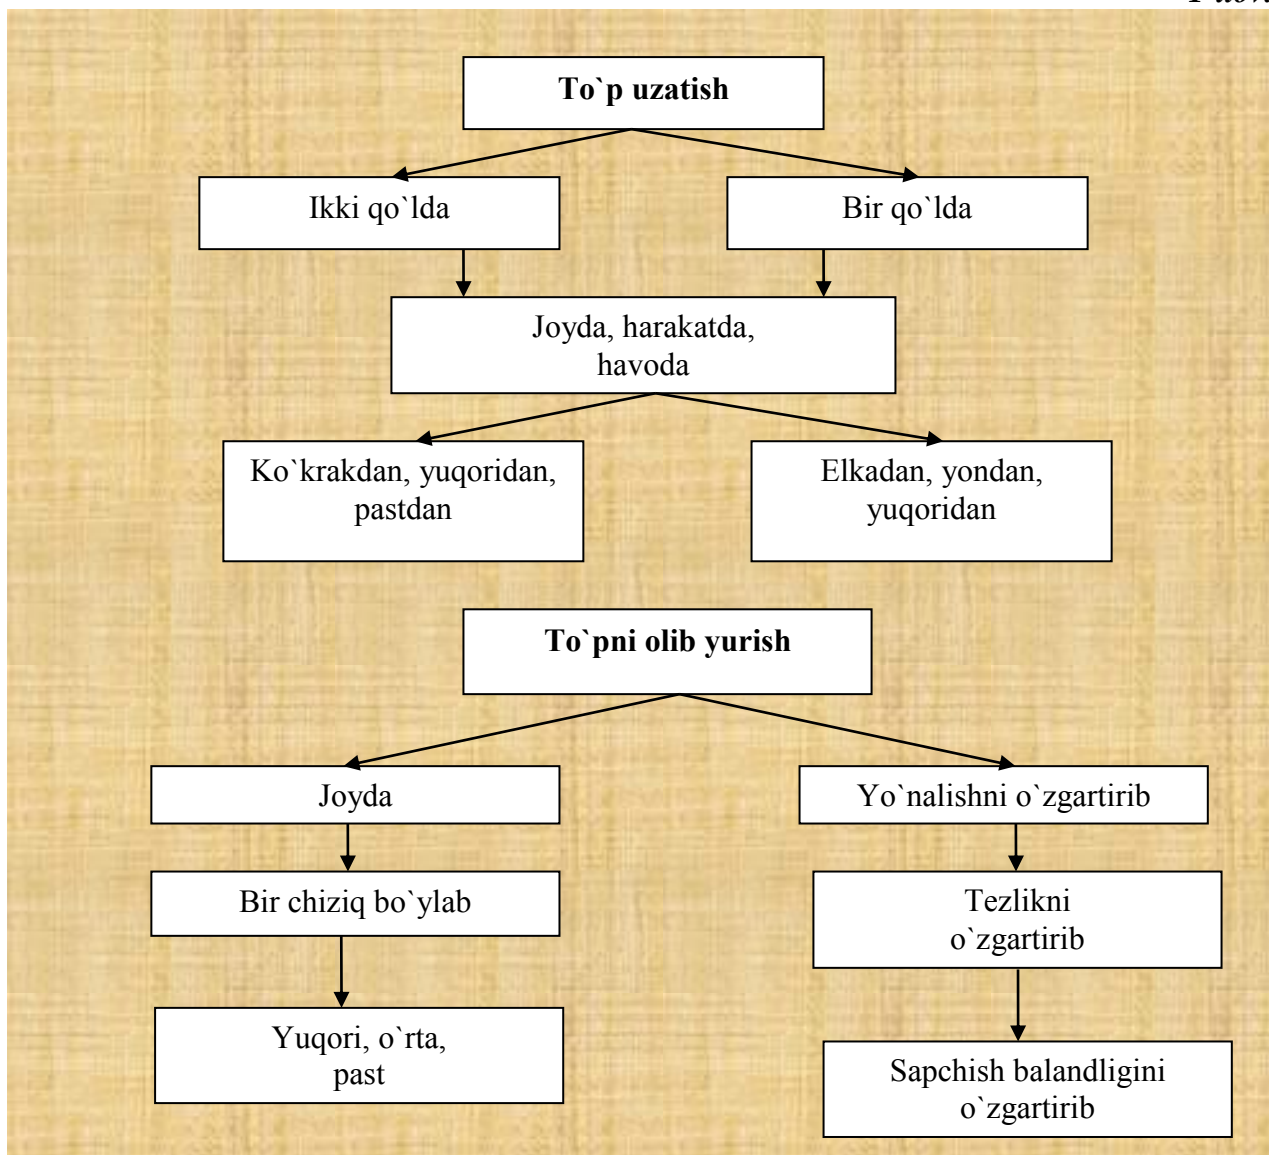 To`p uzatish
Ikki qo`lda
Bir qo`lda
Joyda, harakatda,
havoda
Ko`krakdan, yuqoridan,
pastdan
Elkadan, yondan,
yuqoridan
To`pni olib yurish
Joyda
Yo`nalishni o`zgartirib
Bir chiziq bo`ylab
Tezlikni
o`zgartirib
Yuqori, o`rta,
past
Sapchish balandligini
o`zgartirib